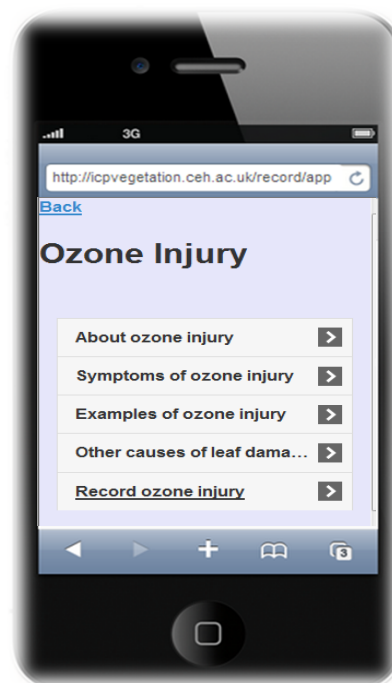 3G
http://icpvegetation.ceh.ac.uk/record/app
Back
Ozone Injury
About ozone injury
Symptoms of ozone injury
Examples of ozone injury
Other causes of leaf dama...
Record ozone injury
3